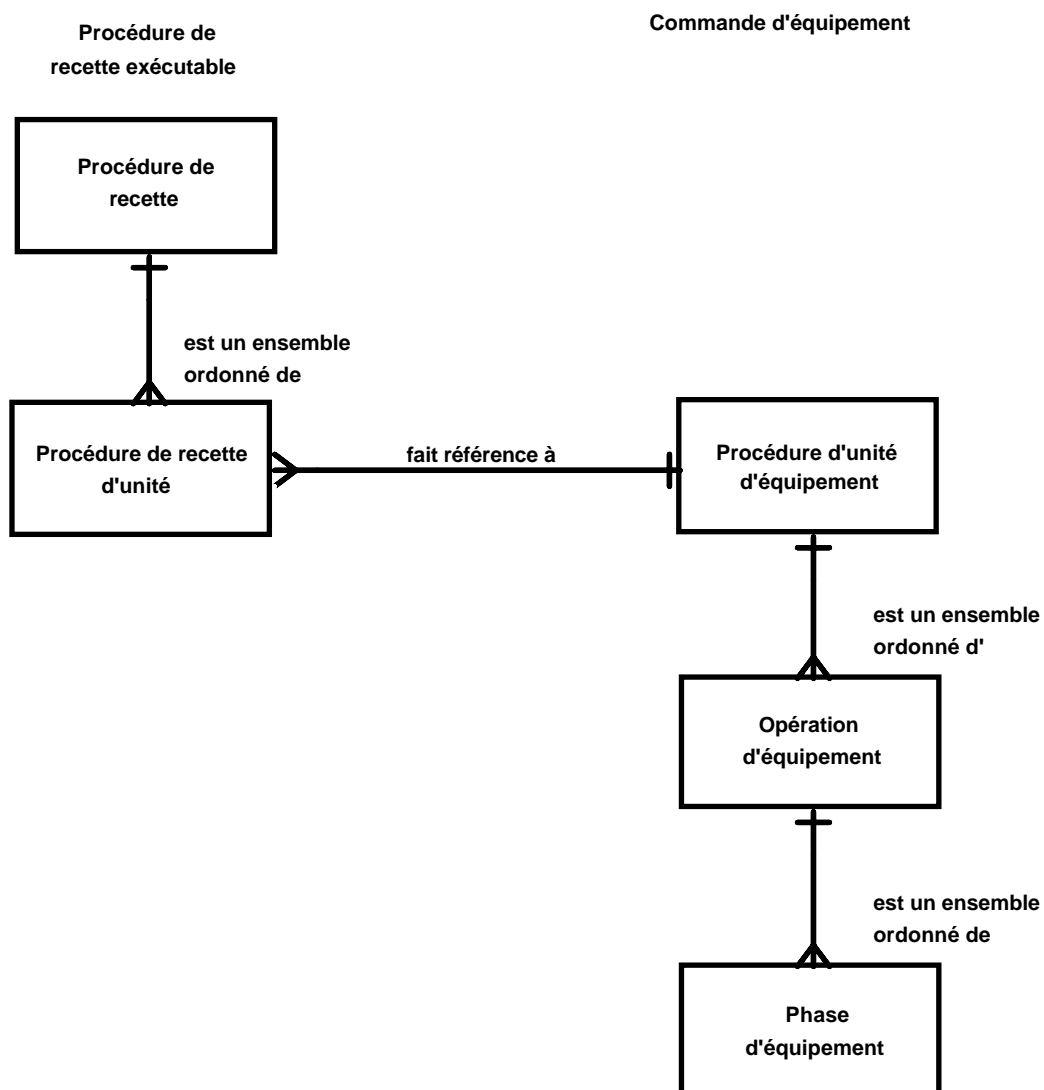 Procédure de
recette exécutable
Commande d'équipement
Procédure de
recette
est un ensemble
ordonné de
Procédure de recette
d'unité
fait référence à
Procédure d'unité
d'équipement
est un ensemble
ordonné d'
Opération
d'équipement
est un ensemble
ordonné de
Phase
d'équipement